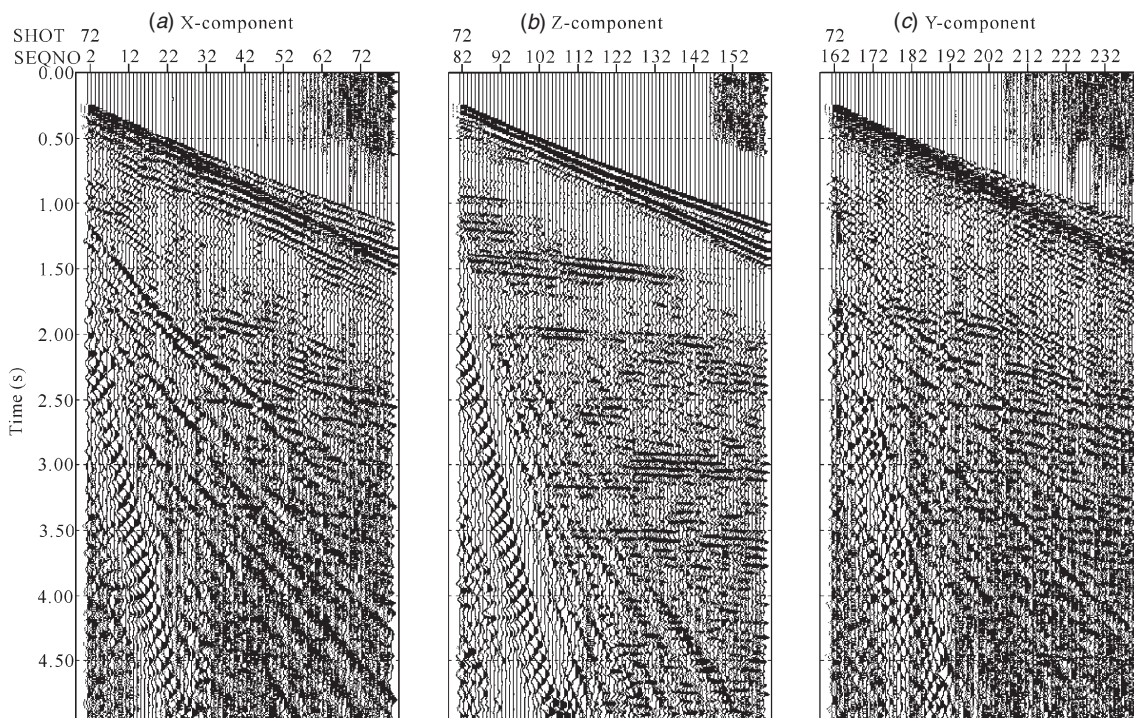 (a) X-component (b) Z-component (c) Y-component
SHOT 72 72 72
SEQNO 2 12 22 32 42 52 62 72 82 92 102 112 122 132 142 152 162 172 182 192 202 212 222 232
0.00
0.50
1.00
1.50
2.00
Time (s)
2.50
3.00
3.50
4.00
4.50